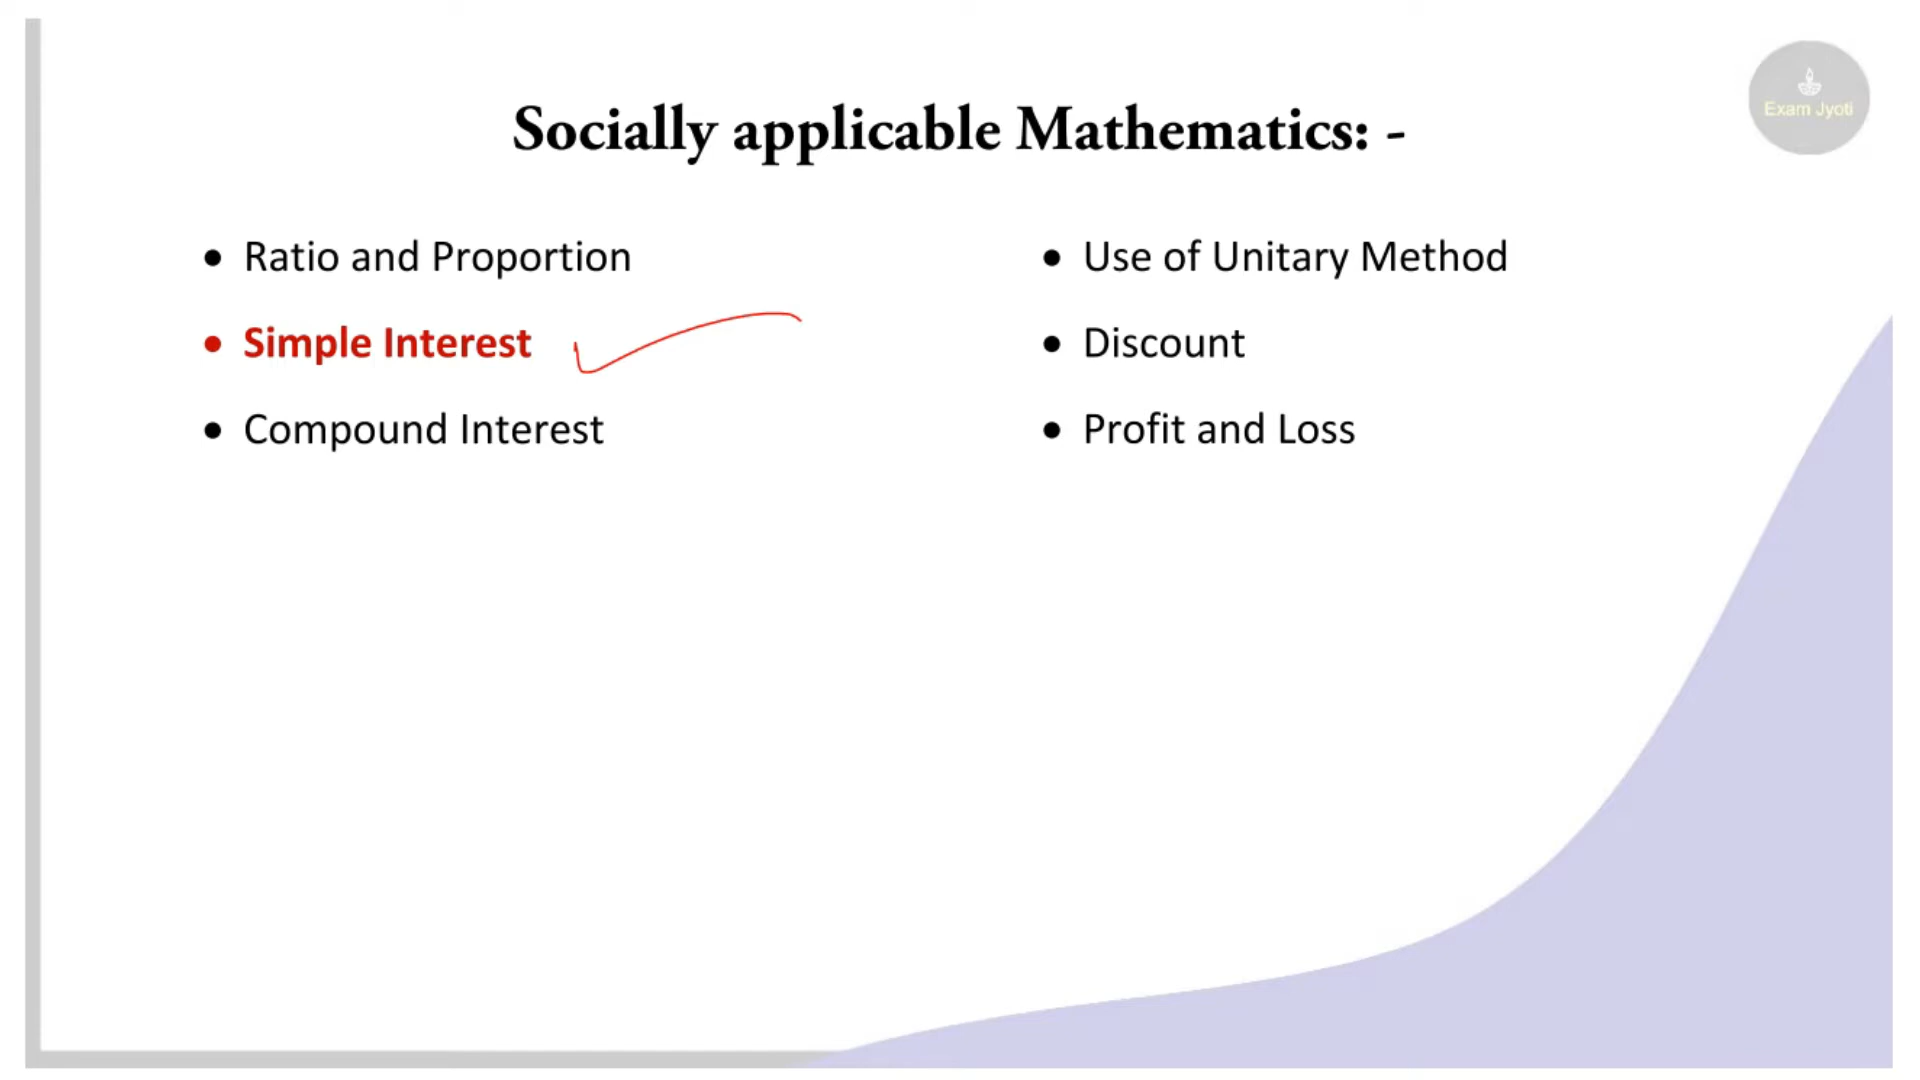 Socially applicable Mathematics: -
Exam Jyoti
• Ratio and Proportion
• Simple Interest
• Compound Interest
• Use of Unitary Method
• Discount
• Profit and Loss